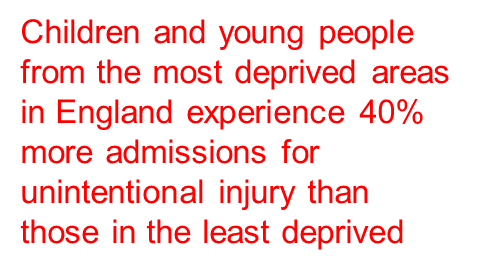 Children and young people
from the most deprived areas
in England experience 40%
more admissions for
unintentional injury than
those in the least deprived